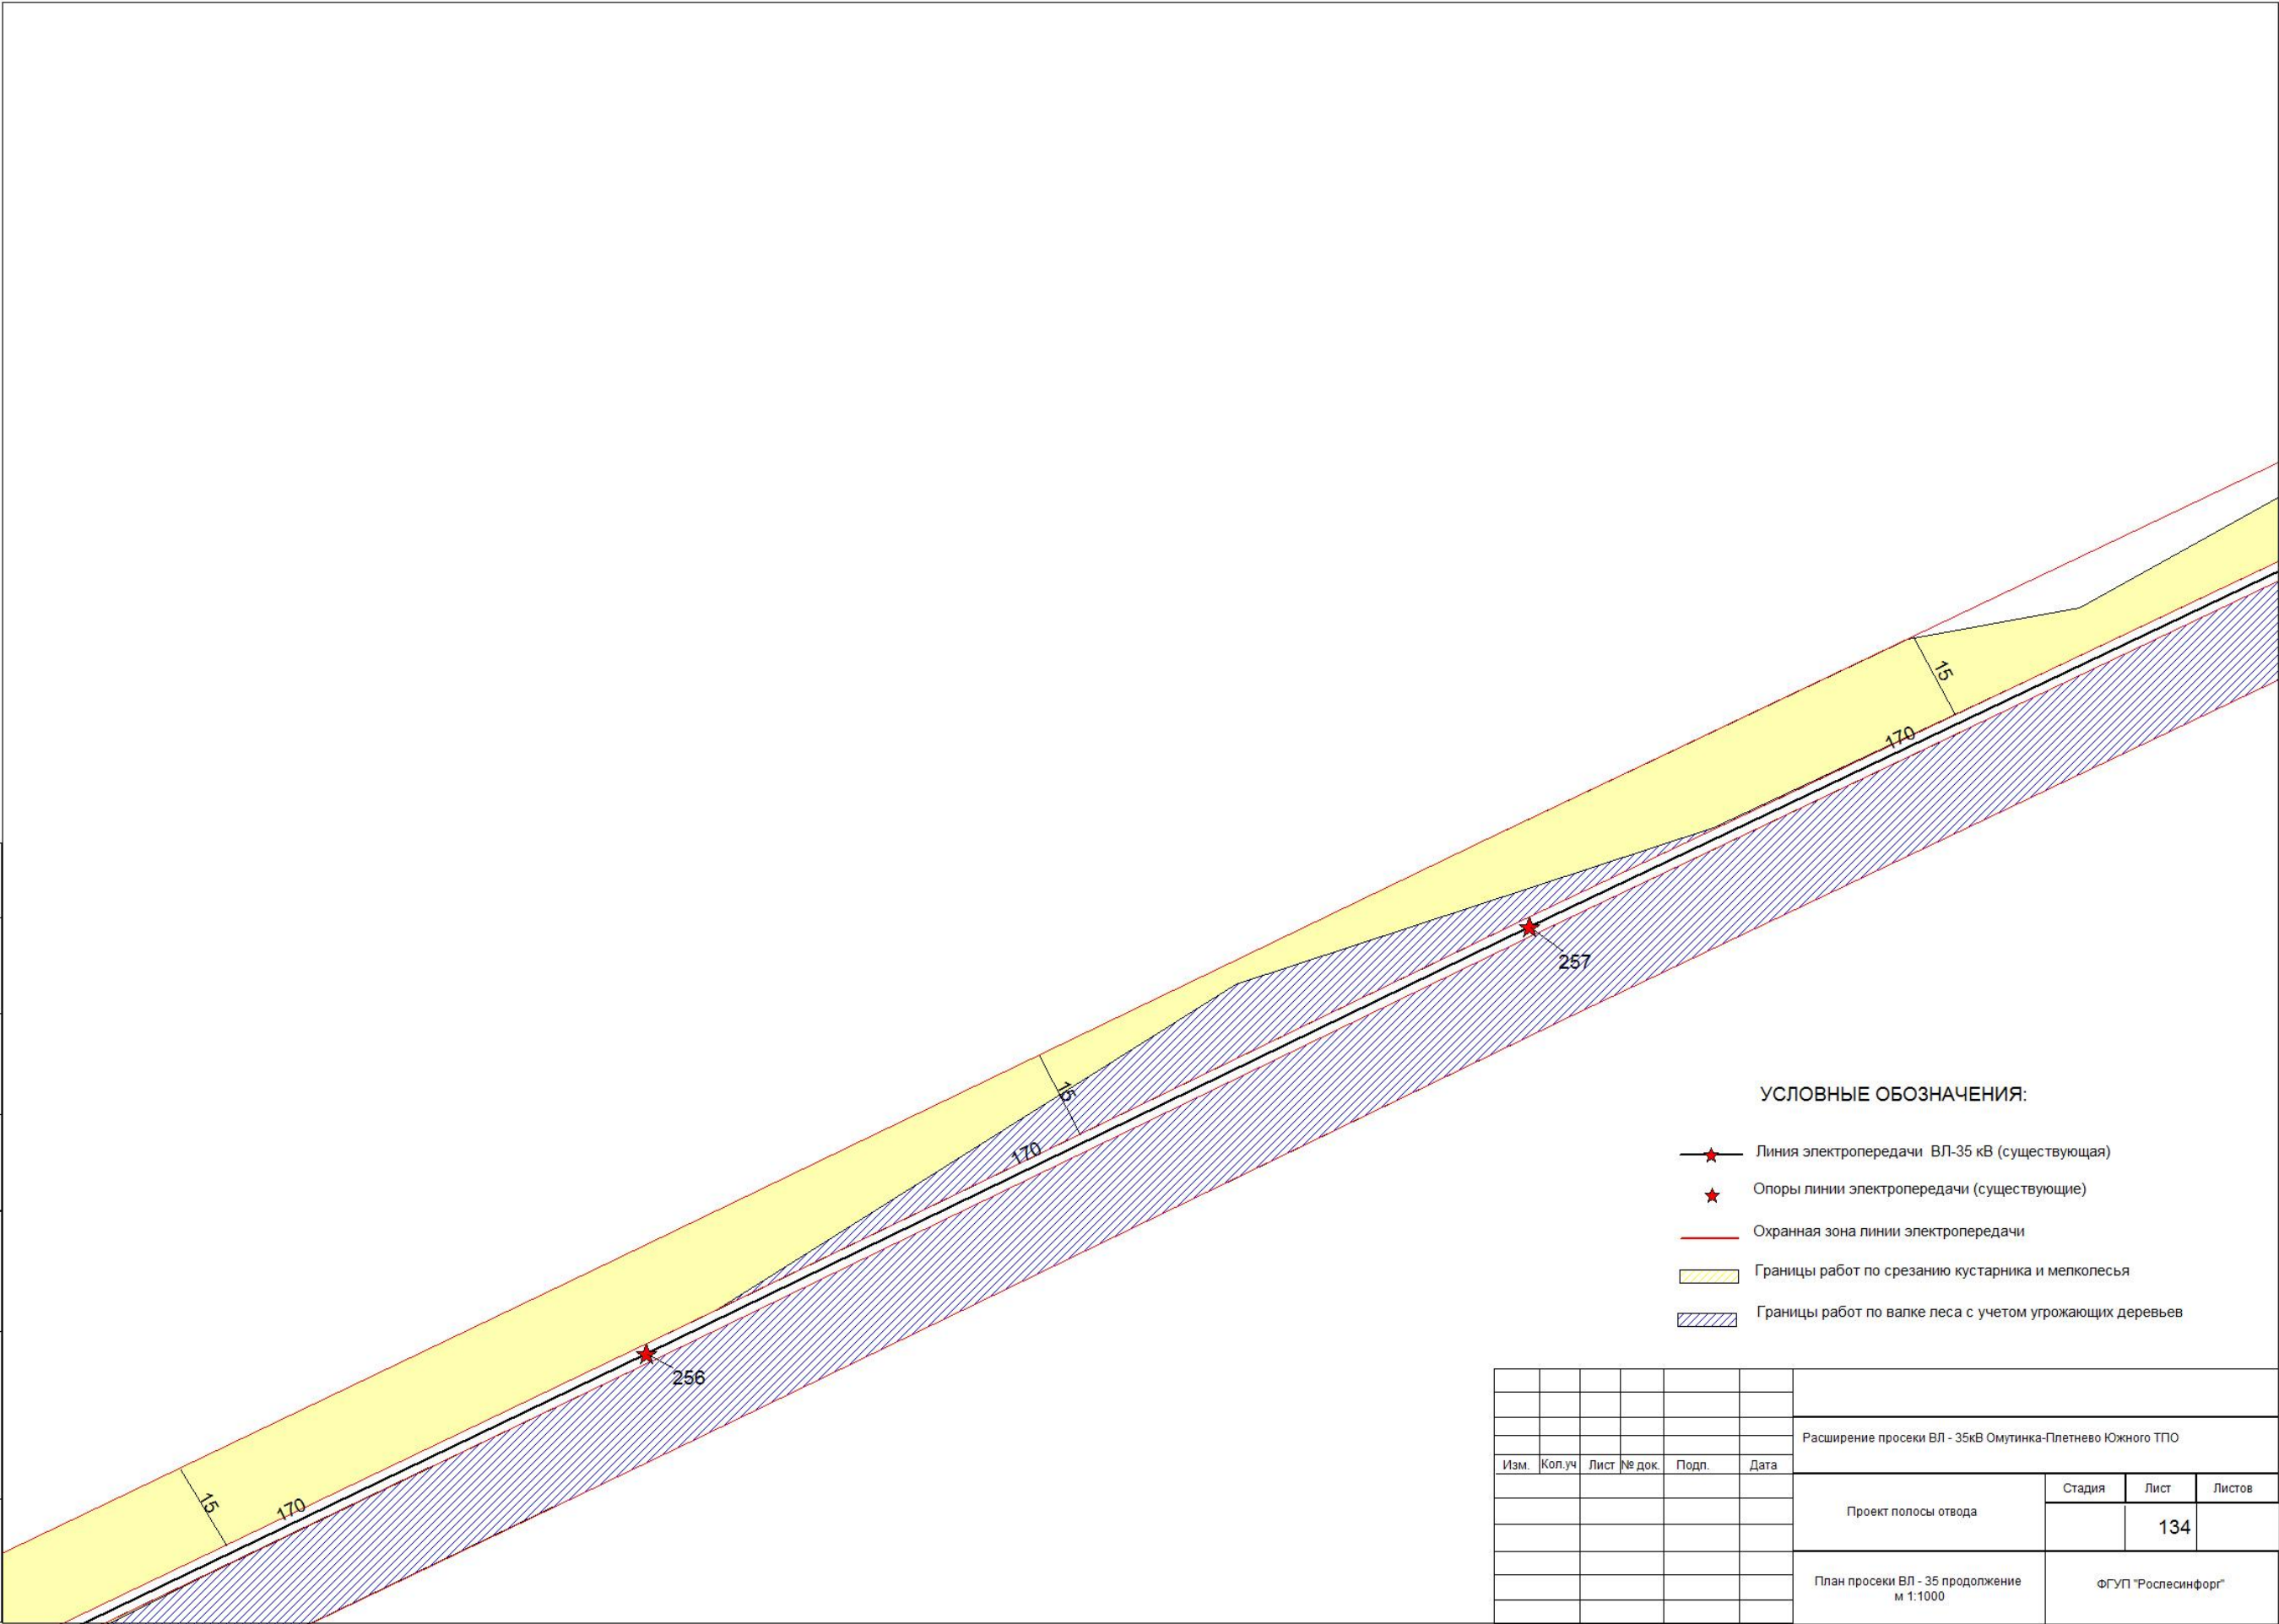 15
170
257
15
170
256
15
170
УСЛОВНЫЕ ОБОЗНАЧЕНИЯ:
Линия электропередачи ВЛ-35 кВ (существующая)
Опоры линии электропередачи (существующие)
Охранная зона линии электропередачи
Границы работ по срезанию кустарника и мелколесья
Границы работ по валке леса с учетом угрожающих деревьев
Расширение просеки ВЛ - 35кВ Омутинка-Плетнево Южного ТПО
Изм. Кол.уч Лист № док. Подп. Дата
Проект полосы отвода
Стадия Лист Листов
134
План просеки ВЛ - 35 продолжение
м 1:1000
ФГУП "Рослесинфорг"